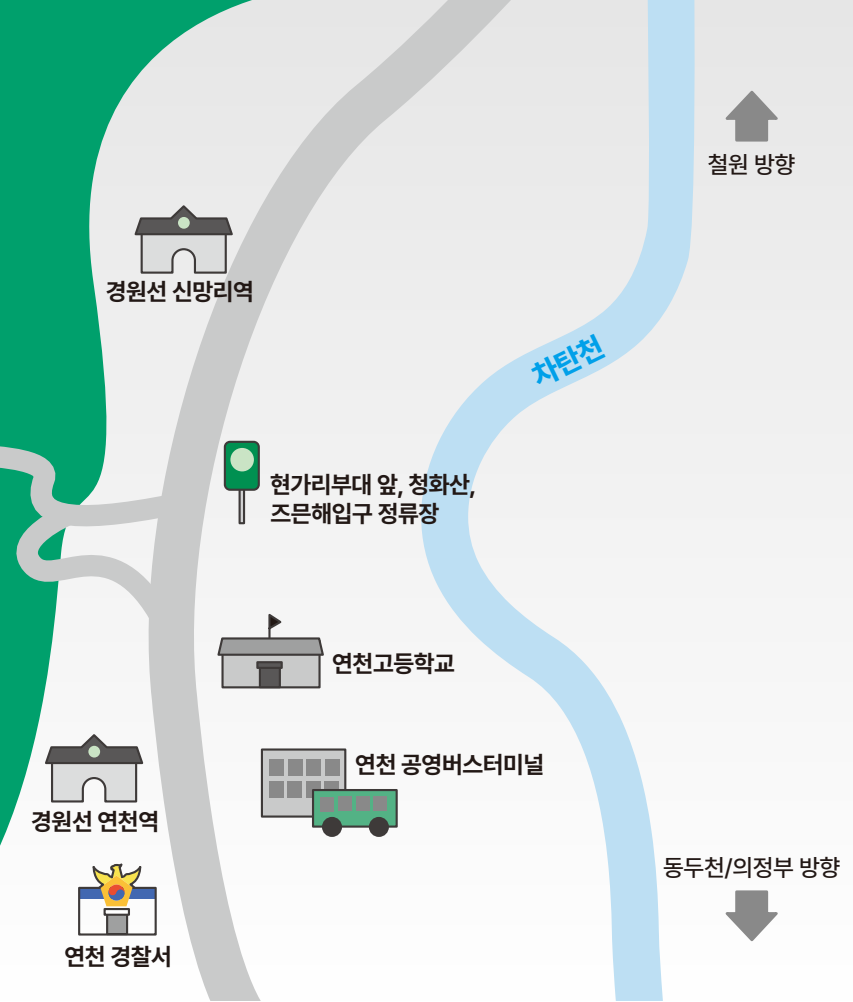 철원 방향
경원선 신망리역
차탄천
현가리부대 앞, 청화산,
즈믄해입구 정류장
연천고등학교
연천 공영버스터미널
경원선 연천역
동두천/의정부 방향
연천 경찰서